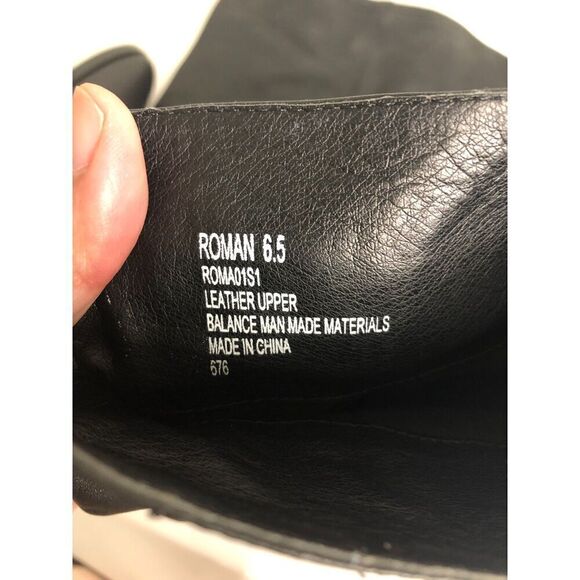 ROMAN 6.5
ROMA01S1
LEATHER UPPER
BALANCE MAN MADE MATERIALS
MADE IN CHINA
676